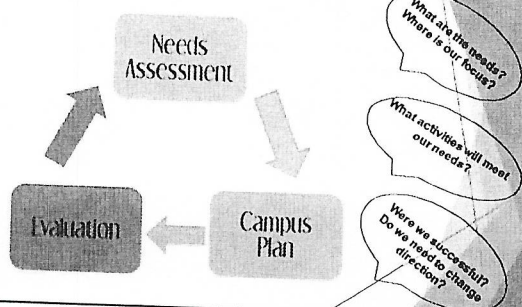 Needs
Assessment
Campus
Plan
Evaluation
What are the needs?
Where is our focus?
What activities will meet
our needs?
Were we successful?
Do we need to change
direction?